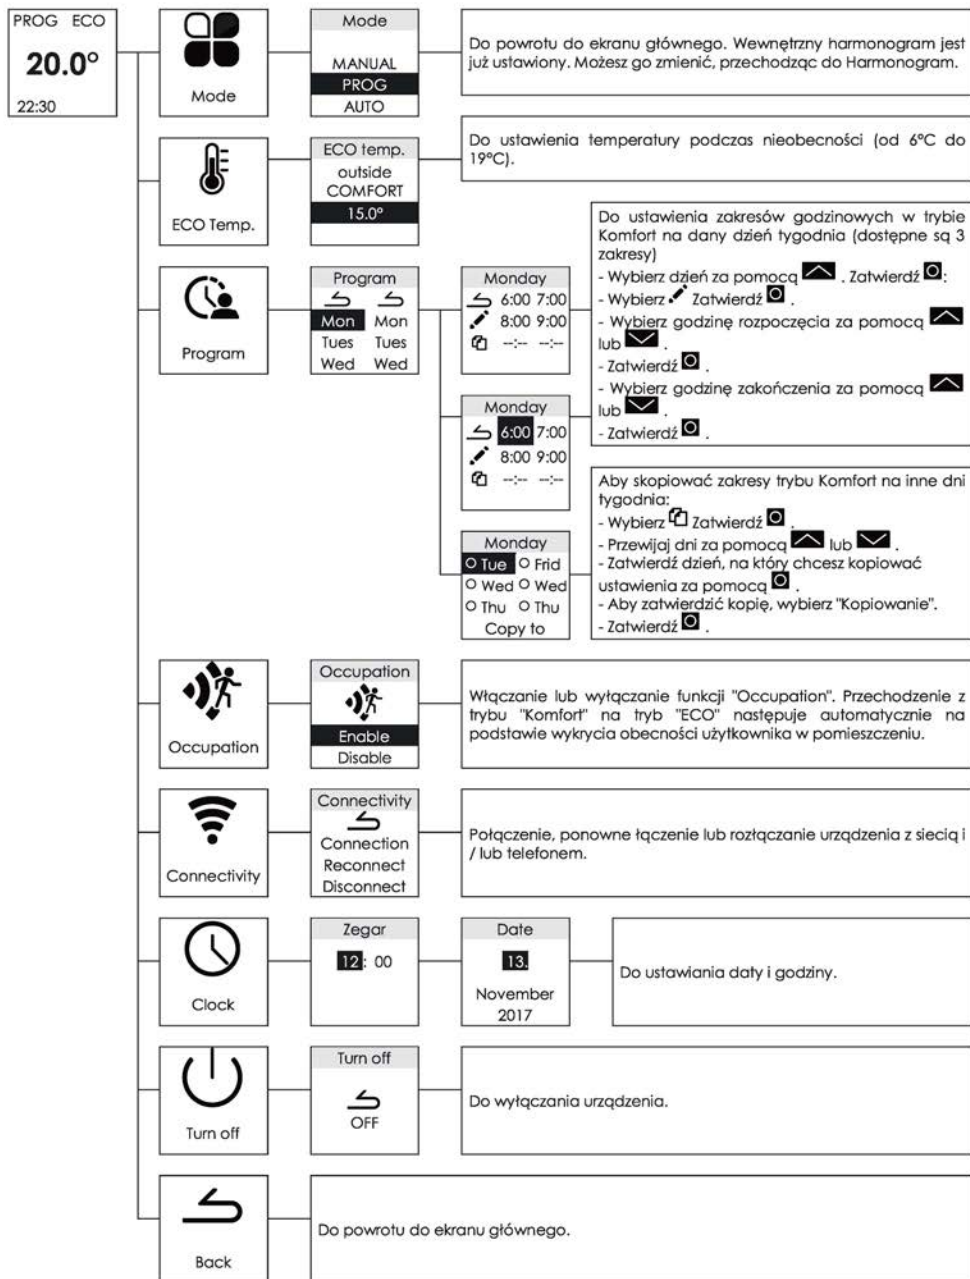 PROG ECO
20.0°
22:30
Mode
Mode
MANUAL
PROG
AUTO
Do powrotu do ekranu głównego. Wewnętrzny harmonogram jest
już ustawiony. Możesz go zmienić, przechodząc do Harmonogram.
ECO Temp.
ECO temp.
outside
COMFORT
15.0°
Do ustawienia temperatury podczas nieobecności (od 6°C do
19°C).
Program
Program
Mon Mon
Tues Tues
Wed Wed
Monday
6:00 7:00
8:00 9:00
--:-- --:--
Do ustawienia zakresów godzinowych w trybie
Komfort na dany dzień tygodnia (dostępne są 3
zakresy)
- Wybierz dzień za pomocą . Zatwierdź :
- Wybierz Zatwierdź .
- Wybierz godzinę rozpoczęcia za pomocą
lub .
- Zatwierdź .
- Wybierz godzinę zakończenia za pomocą
lub .
- Zatwierdź .
Monday
6:00 7:00
8:00 9:00
--:-- --:--
Monday
Tue Frid
Wed Wed
Thu Thu
Copy to
Aby skopiować zakresy trybu Komfort na inne dni
tygodnia:
- Wybierz Zatwierdź .
- Przewijaj dni za pomocą lub .
- Zatwierdź dzień, na który chcesz kopiować
ustawienia za pomocą .
- Aby zatwierdzić kopię, wybierz "Kopiowanie".
- Zatwierdź .
Occupation
Occupation
Enable
Disable
Włączanie lub wyłączanie funkcji "Occupation". Przechodzenie z
trybu "Komfort" na tryb "ECO" następuje automatycznie na
podstawie wykrycia obecności użytkownika w pomieszczeniu.
Connectivity
Connectivity
Connection
Reconnect
Disconnect
Połączenie, ponowne łączenie lub rozłączanie urządzenia z siecią i
/ lub telefonem.
Clock
Zegar
12: 00
Date
13.
November
2017
Do ustawiania daty i godziny.
Turn off
Turn off
OFF
Do wyłączania urządzenia.
Back
Do powrotu do ekranu głównego.